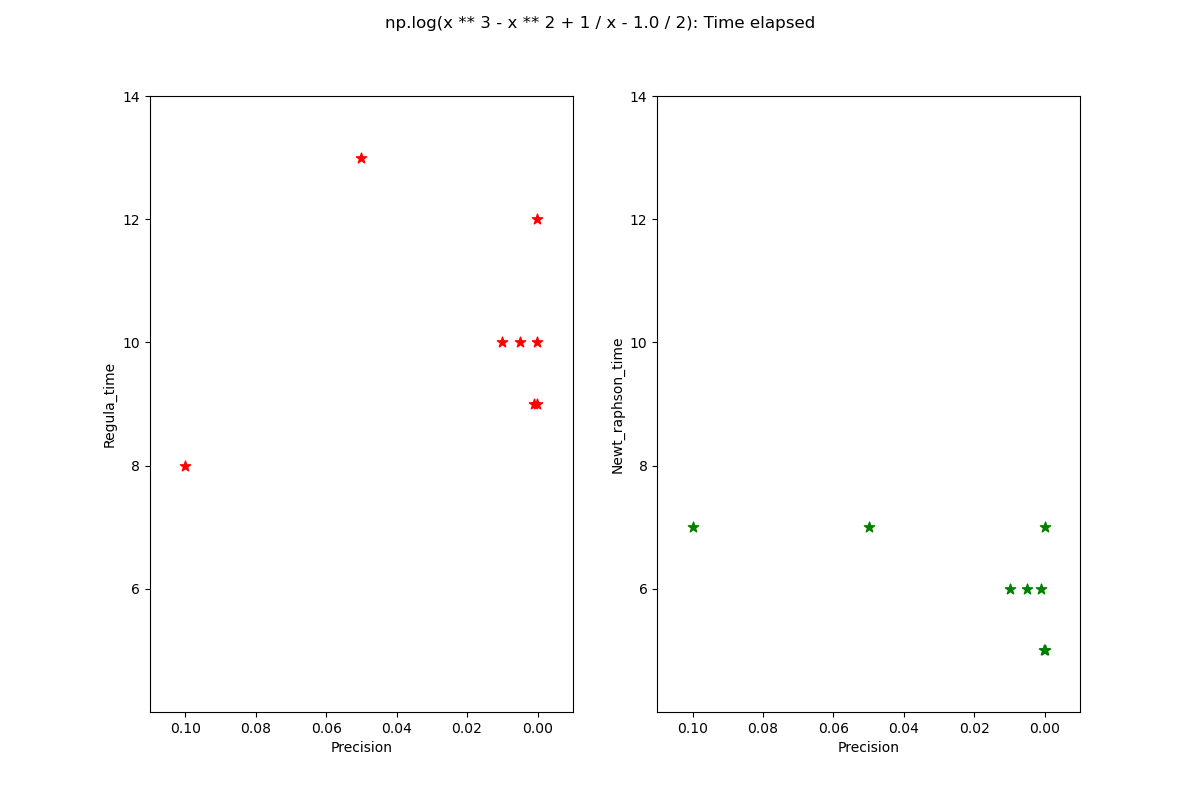 np.log(x ** 3 - x ** 2 + 1 / x - 1.0 / 2): Time elapsed
14
12
10
8
6
Regula_time
0.10 0.08 0.06 0.04 0.02 0.00
Precision
14
12
10
8
6
Newt_raphson_time
0.10 0.08 0.06 0.04 0.02 0.00
Precision